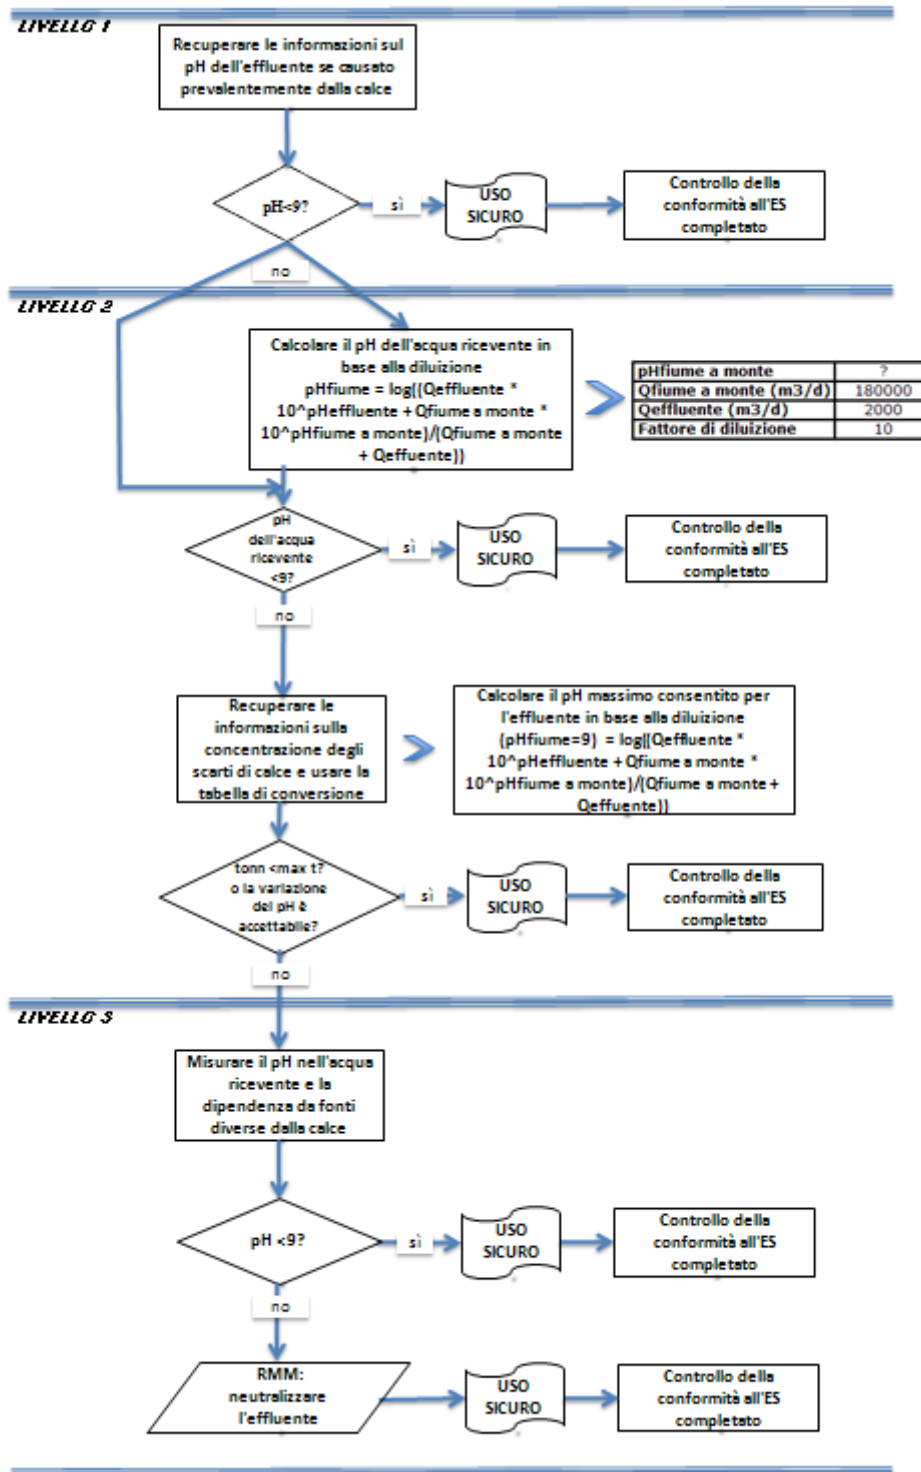 LIVELLO 1
Recuperare le informazioni sul
pH dell'effluente se causato
prevalentemente dalla calce
pH<9?
sì
USO
SICURO
Controllo della
conformità all'ES
completato
no
LIVELLO 2
Calcolare il pH dell'acqua ricevente in
base alla diluizione
pHfiume = log((Qeffluente *
10^pHeffluente + Qfiume a monte *
10^pHfiume a monte)/(Qfiume a monte
+ Qeffuente))
pHfiume a monte ?
Qfiume a monte (m3/d) 180000
Qeffluente (m3/d) 2000
Fattore di diluizione 10
pH
dell'acqua
ricevente
<9?
sì
USO
SICURO
Controllo della
conformità all'ES
completato
no
Recuperare le
informazioni sulla
concentrazione degli
scarti di calce e usare la
tabella di conversione
Calcolare il pH massimo consentito per
l'effluente in base alla diluizione
(pHfiume=9) = log((Qeffluente *
10^pHeffluente + Qfiume a monte *
10^pHfiume a monte)/(Qfiume a monte +
Qeffuente))
tonn <max t?
o la variazione
del pH è
accettabile?
sì
USO
SICURO
Controllo della
conformità all'ES
completato
no
LIVELLO 3
Misurare il pH nell'acqua
ricevente e la
dipendenza da fonti
diverse dalla calce
pH <9?
sì
USO
SICURO
Controllo della
conformità all'ES
completato
no
RMM:
neutralizzare
l'effluente
USO
SICURO
Controllo della
conformità all'ES
completato